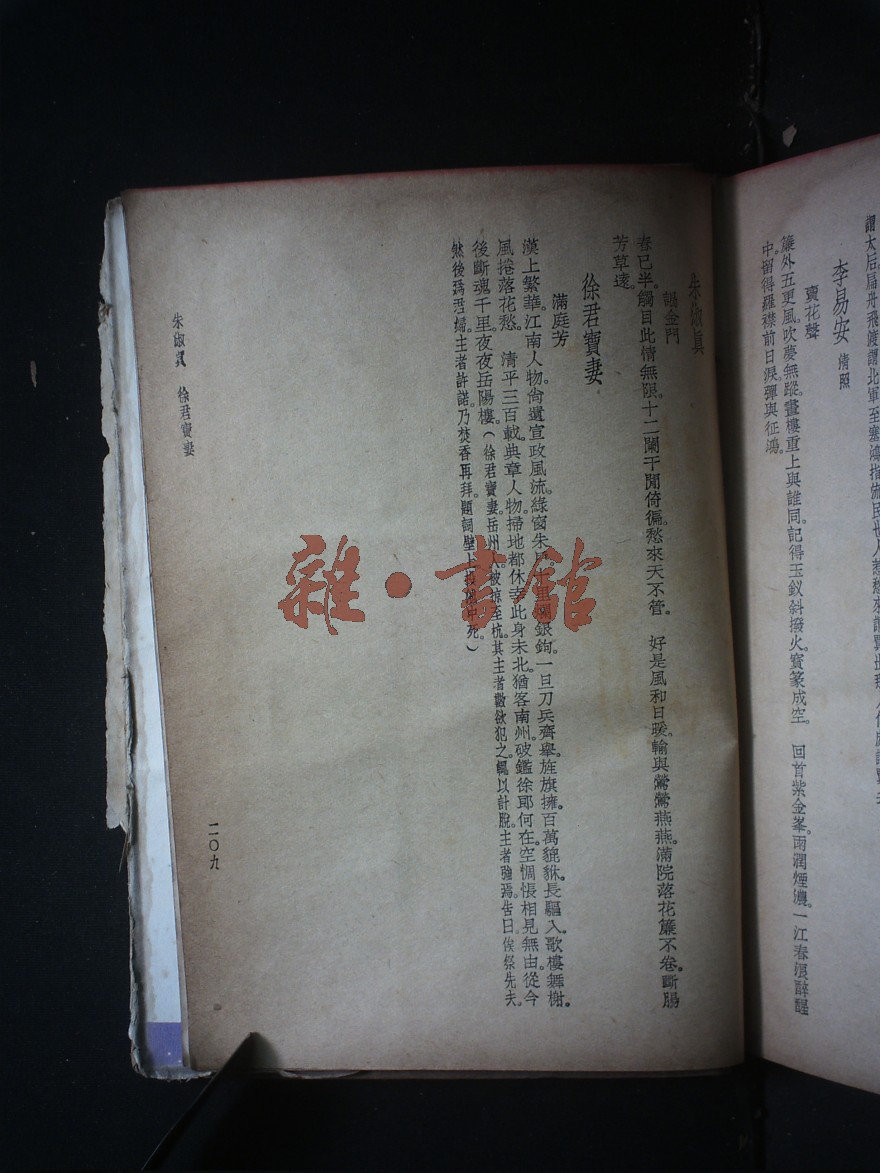 李易安 清照
賣花聲
簾外五更風。吹夢無蹤。畫樓重上與誰同。記得玉釵斜撥火。寶篆成空。 回首紫金峯。雨潤煙濃。一江春浪醉醒
中。留得羅襟前日淚。彈與征鴻。
朱淑真
謁金門
春已半。觸目此情無限。十二闌干閒倚徧。愁來天不管。 好是風和日暖。輸與鶯鶯燕燕。滿院落花簾不卷。斷腸
芳草遠。
徐君寶妻
滿庭芳
漢上繁華。江南人物。尙遺宣政風流。綠窗朱 里 銀鉤。一旦刀兵齊舉。旌旗擁。百萬貔貅。長驅入。歌樓舞榭。
風捲落花愁。 清平三百載。典章人物。掃地都休。幸此身未北。猶客南州。破鑑徐郎何在。空惆悵。相見無由。從今
後。斷魂千里。夜夜岳陽樓。(徐君寶妻。岳州人。被掠至杭。其主者數欲犯之。輒以計脫。主者強焉。告曰。俟祭先夫。
然後爲君婦。主者許諾。乃焚香再拜。題詞壁上。投 中死。)
朱淑真 徐君寶妻
二〇九
雜·書館